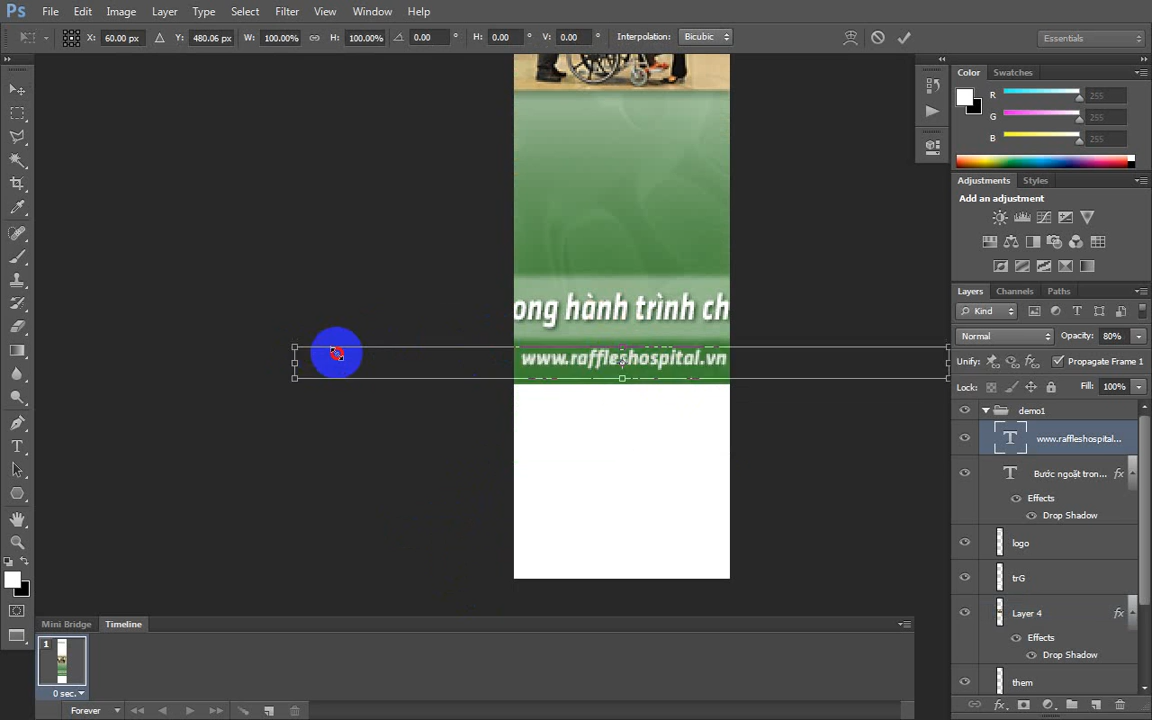 Ps File Edit Image Layer Type Select Filter View Window Help
X: 60.00 px Y: 480.06 px W: 100.00% H: 100.00% 0.00 ° H: 0.00 ° V: 0.00 ° Interpolation: Bicubic Essentials
Color Swatches
R 255
G 255
B 255
Adjustments Styles
Add an adjustment
Layers Channels Paths
Kind
Normal Opacity: 80%
Unify: Propagate Frame 1
Lock: Fill: 100%
demo1
T www.raffleshospital...
T Bước ngoặt tron... fx
Effects
Drop Shadow
logo
trG
Layer 4 fx
Effects
Drop Shadow
them
ong hành trình ch
www.raffleshospital.vn
Mini Bridge Timeline
1
0 sec.
Forever